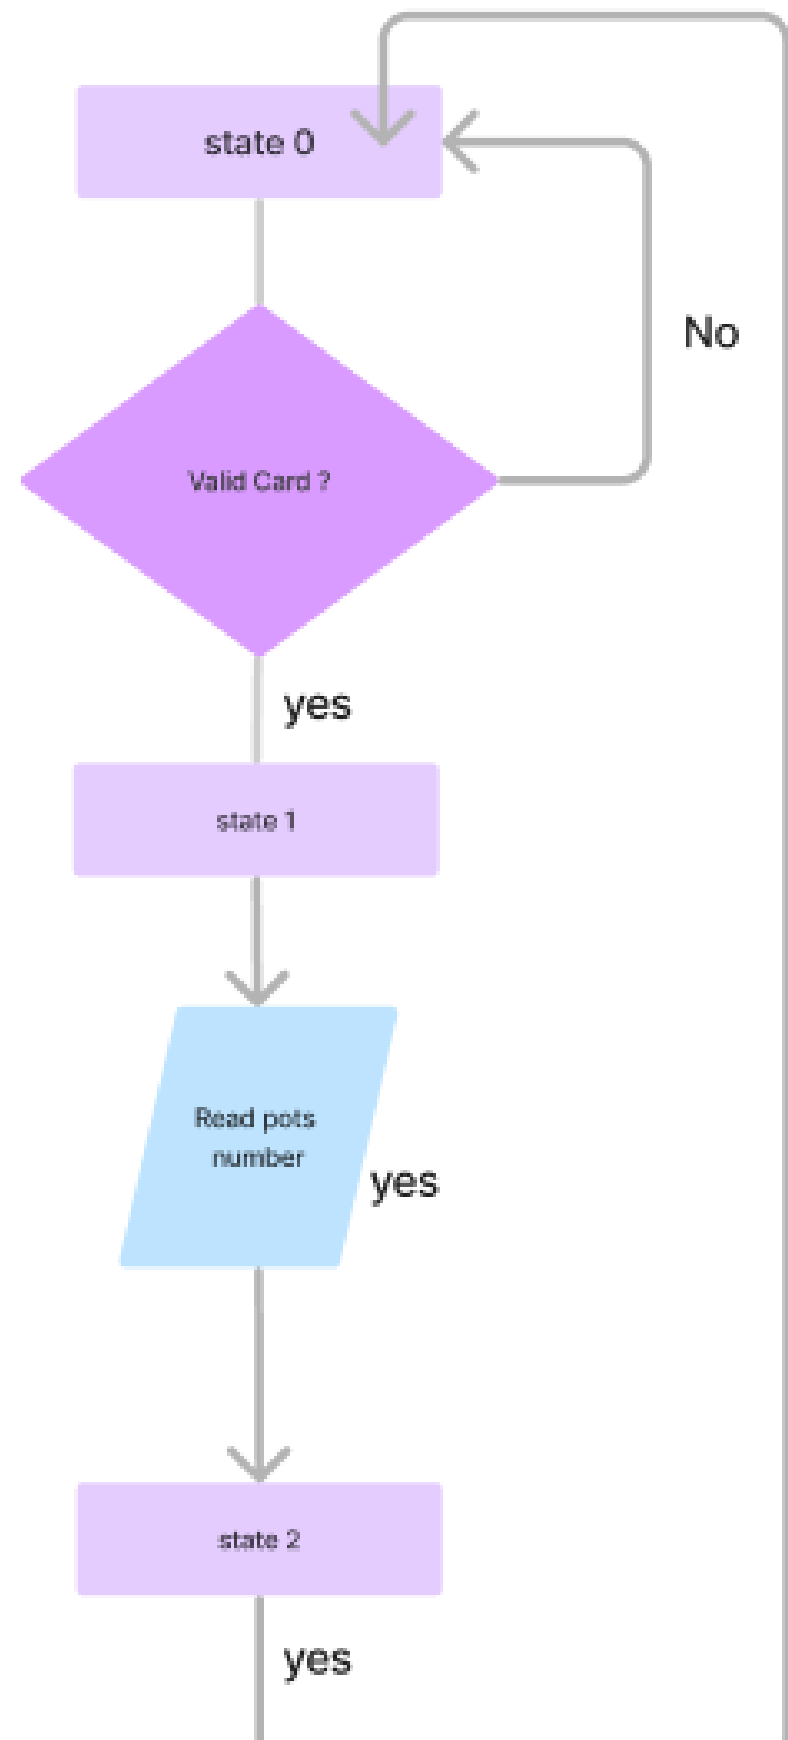 state 0
No
Valid Card ?
yes
state 1
Read pots
number
yes
state 2
yes